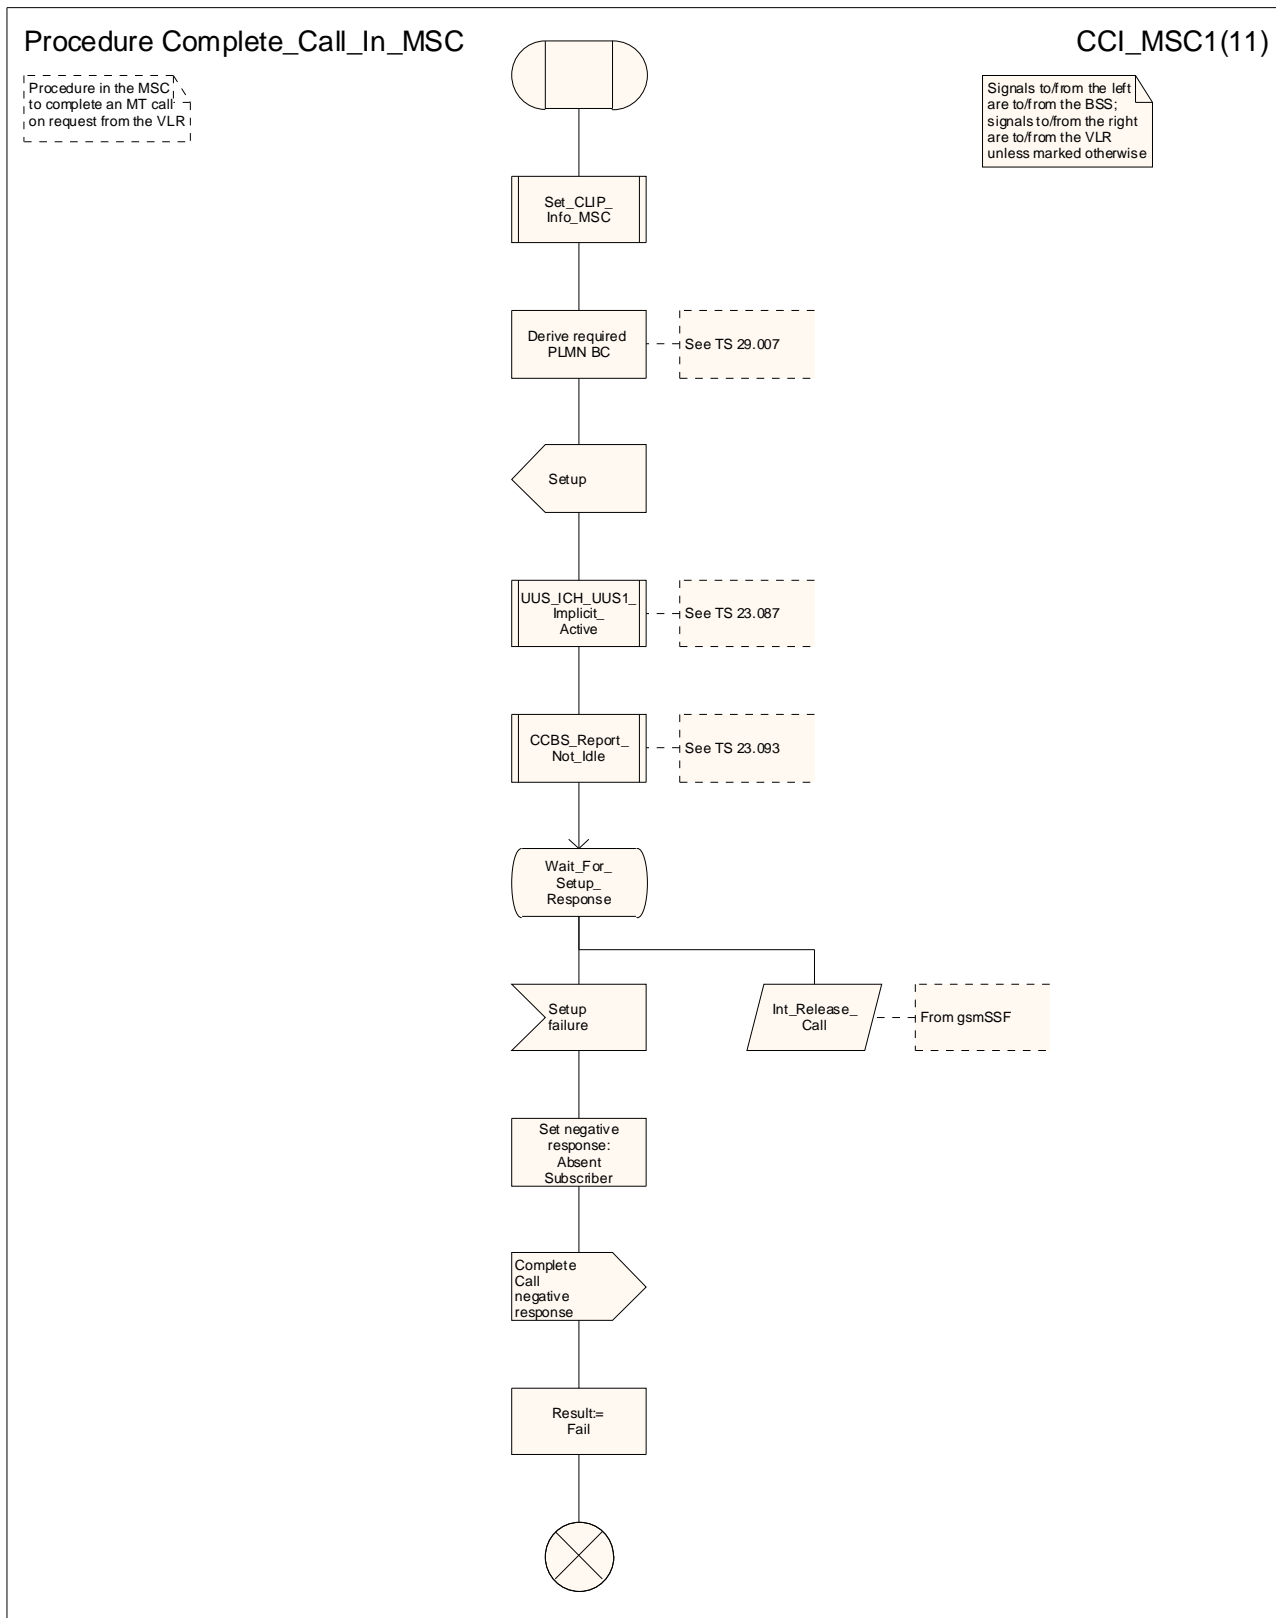 Procedure Complete_Call_In_MSC
CCI_MSC1(11)
Procedure in the MSC
to complete an MT call
on request from the VLR
Signals to/from the left
are to/from the BSS;
signals to/from the right
are to/from the VLR
unless marked otherwise
Set_CLIP_
Info_MSC
Derive required
PLMN BC
See TS 29.007
Setup
UUS_ICH_UUS1_
Implicit_
Active
See TS 23.087
CCBS_Report_
Not_Idle
See TS 23.093
Wait_For_
Setup_
Response
Setup
failure
Int_Release_
Call
From gsmSSF
Set negative
response:
Absent
Subscriber
Complete
Call
negative
response
Result:=
Fail